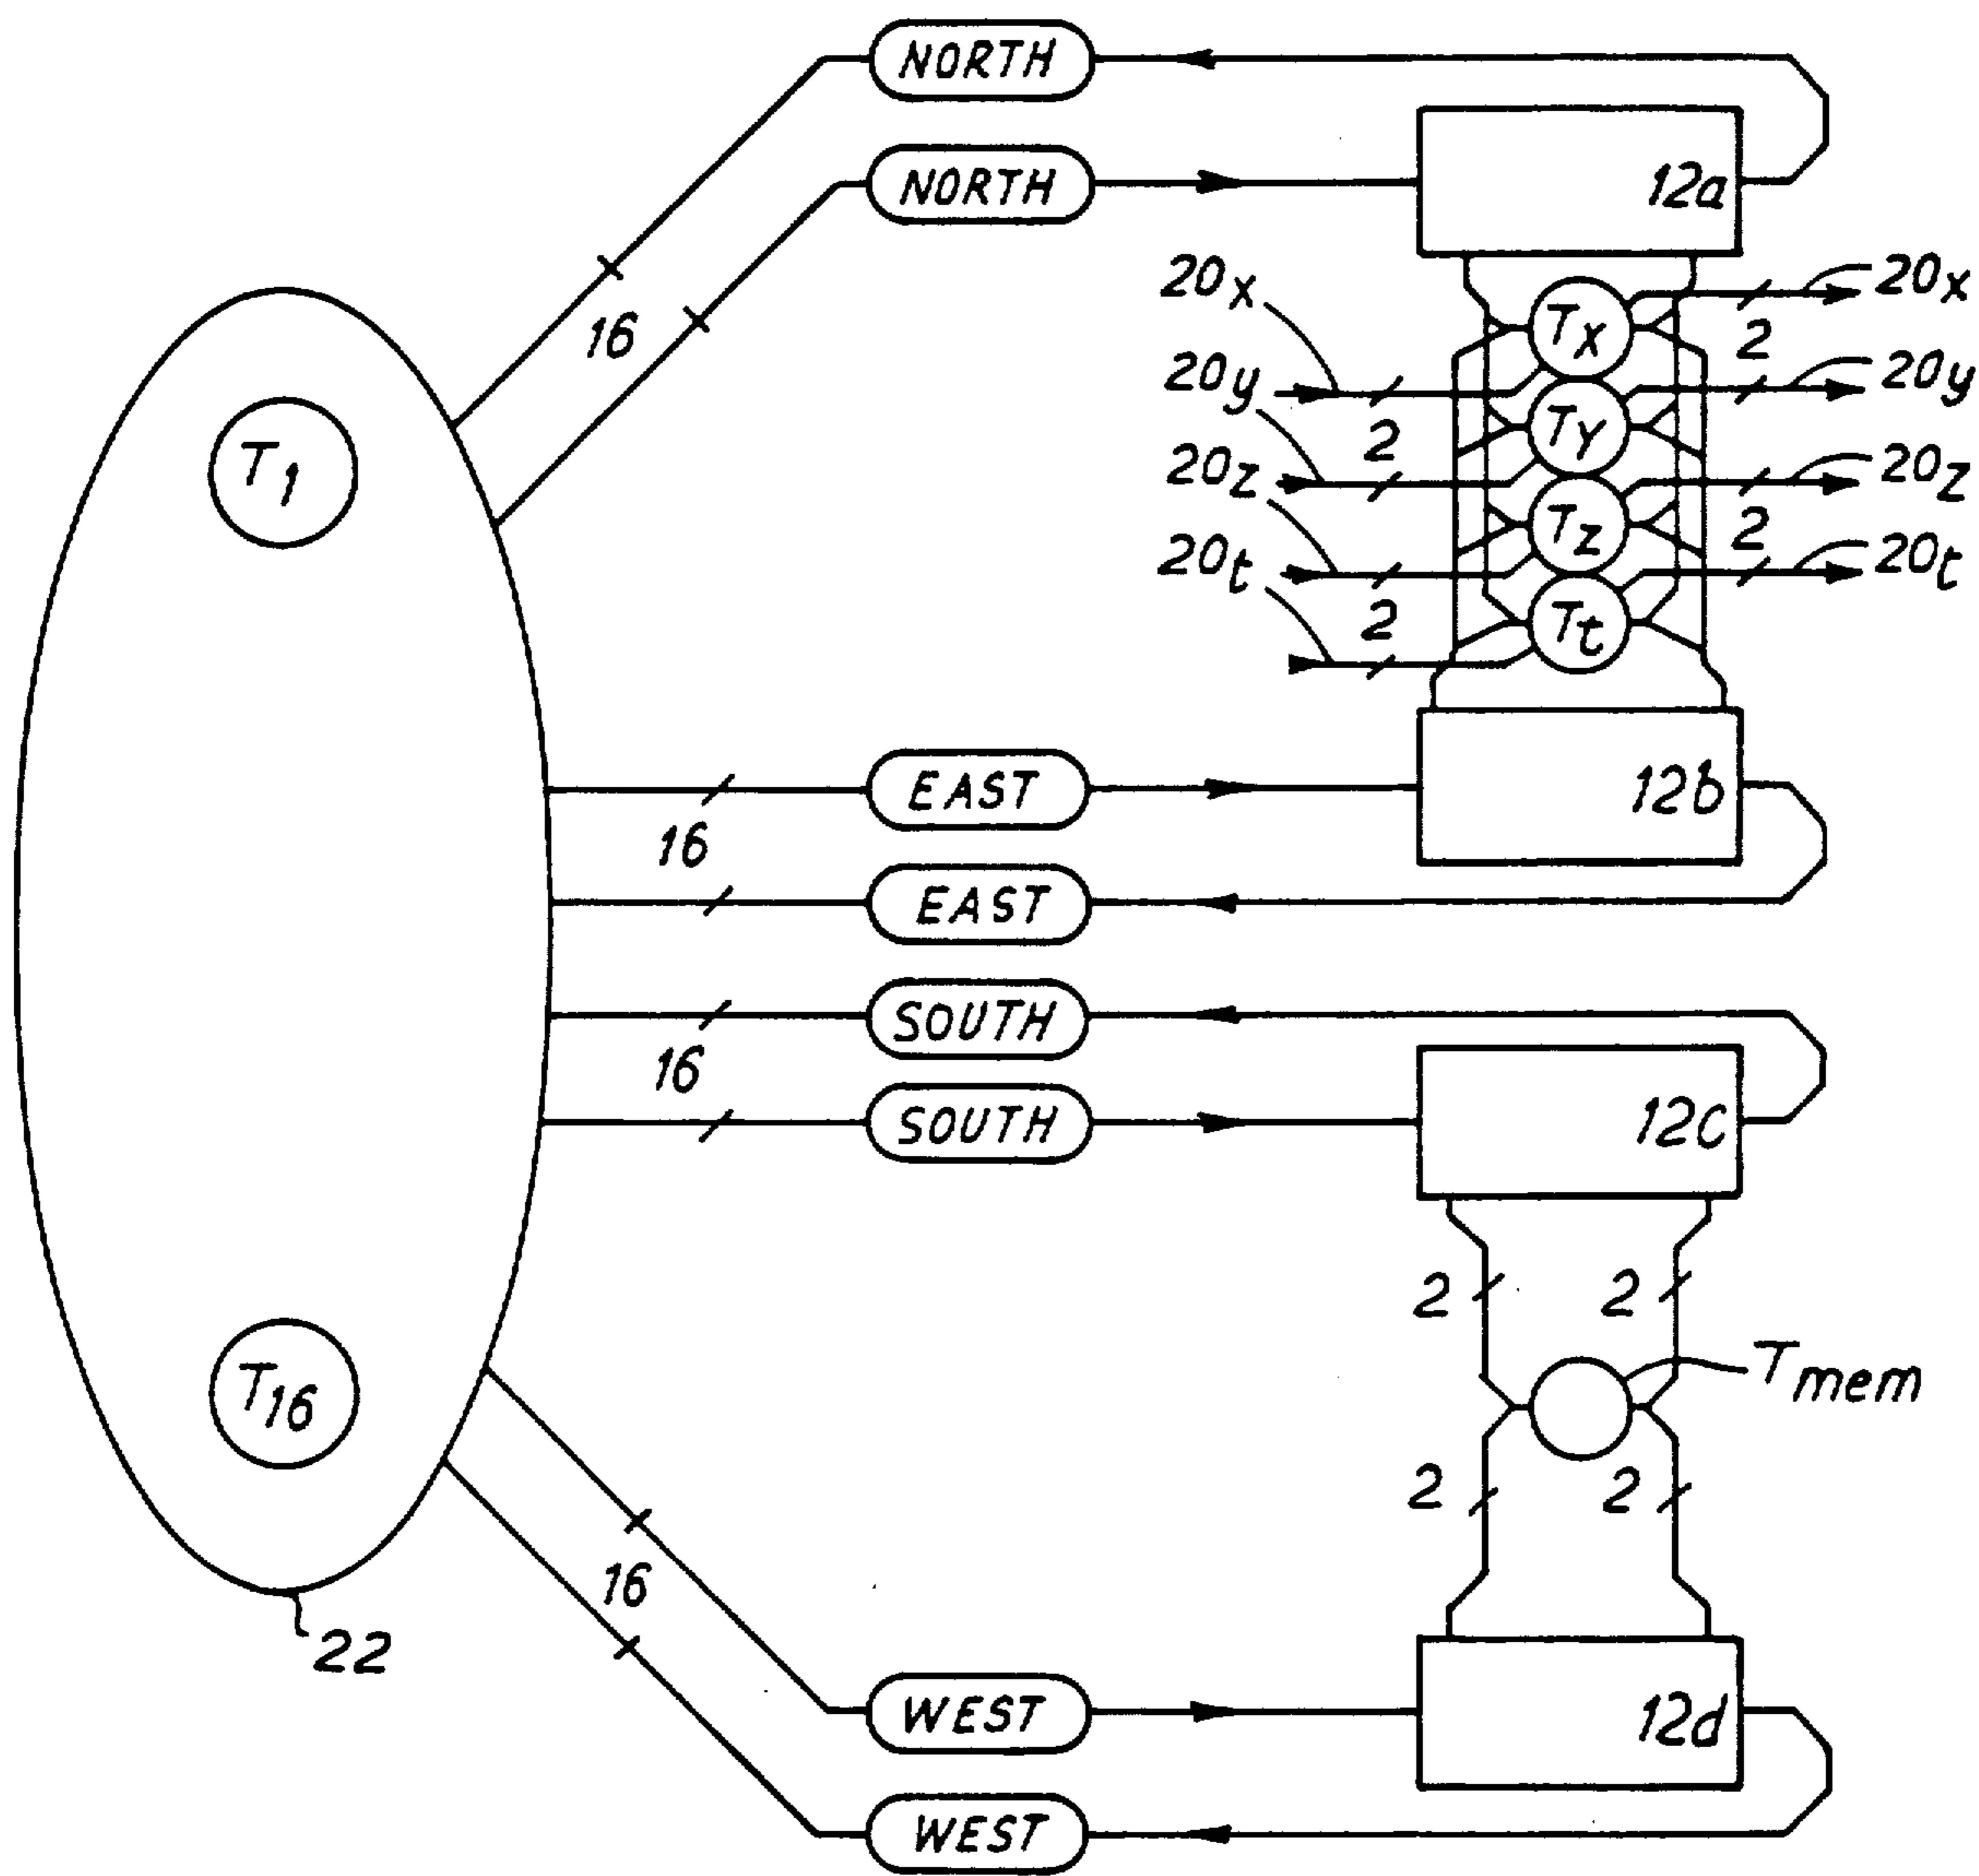 NORTH
NORTH
12a
16
20x
20x
Tx
2
20y
20y
T1
Ty
2
20z
20z
Tz
2
20t
20t
2
Tt
EAST
12b
16
EAST
SOUTH
16
SOUTH
12c
2
2
Tmem
T16
2
2
16
22
WEST
12d
WEST